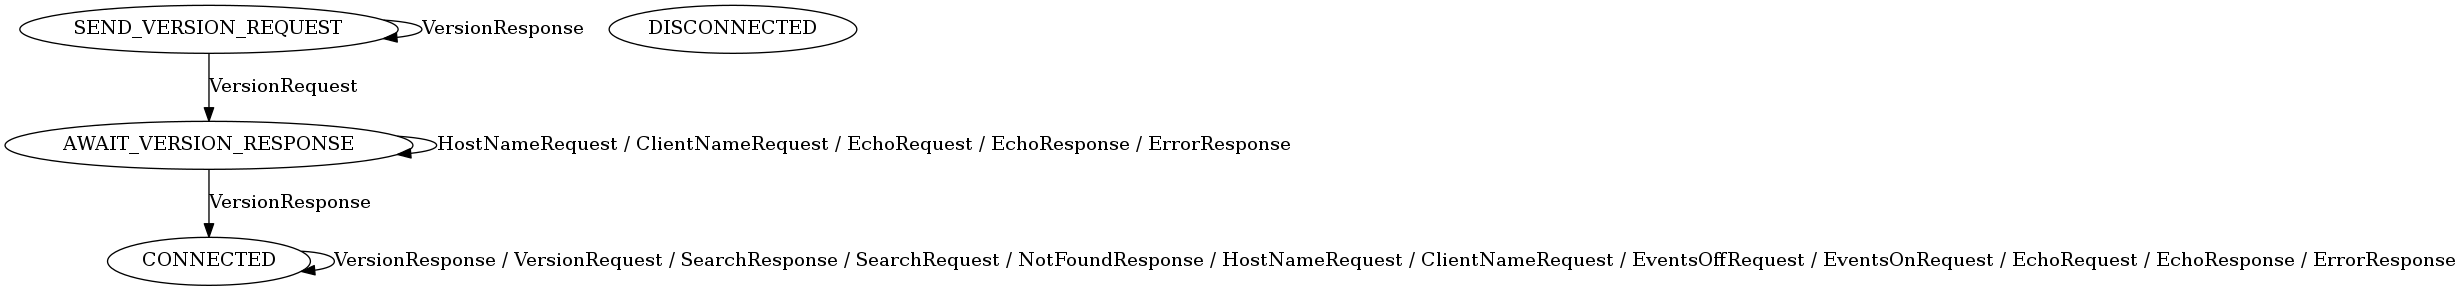 SEND_VERSION_REQUEST
VersionResponse
DISCONNECTED
VersionRequest
AWAIT_VERSION_RESPONSE
HostNameRequest / ClientNameRequest / EchoRequest / EchoResponse / ErrorResponse
VersionResponse
CONNECTED
VersionResponse / VersionRequest / SearchResponse / SearchRequest / NotFoundResponse / HostNameRequest / ClientNameRequest / EventsOffRequest / EventsOnRequest / EchoRequest / EchoResponse / ErrorResponse